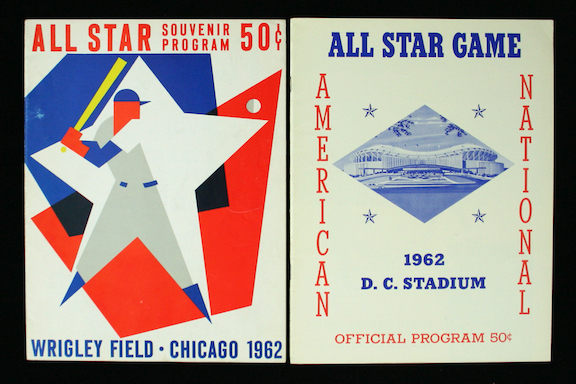 ALL STAR SOUVENIR PROGRAM 50¢
WRIGLEY FIELD • CHICAGO 1962
ALL STAR GAME
AMERICAN
NATIONAL
1962
D. C. STADIUM
OFFICIAL PROGRAM 50¢